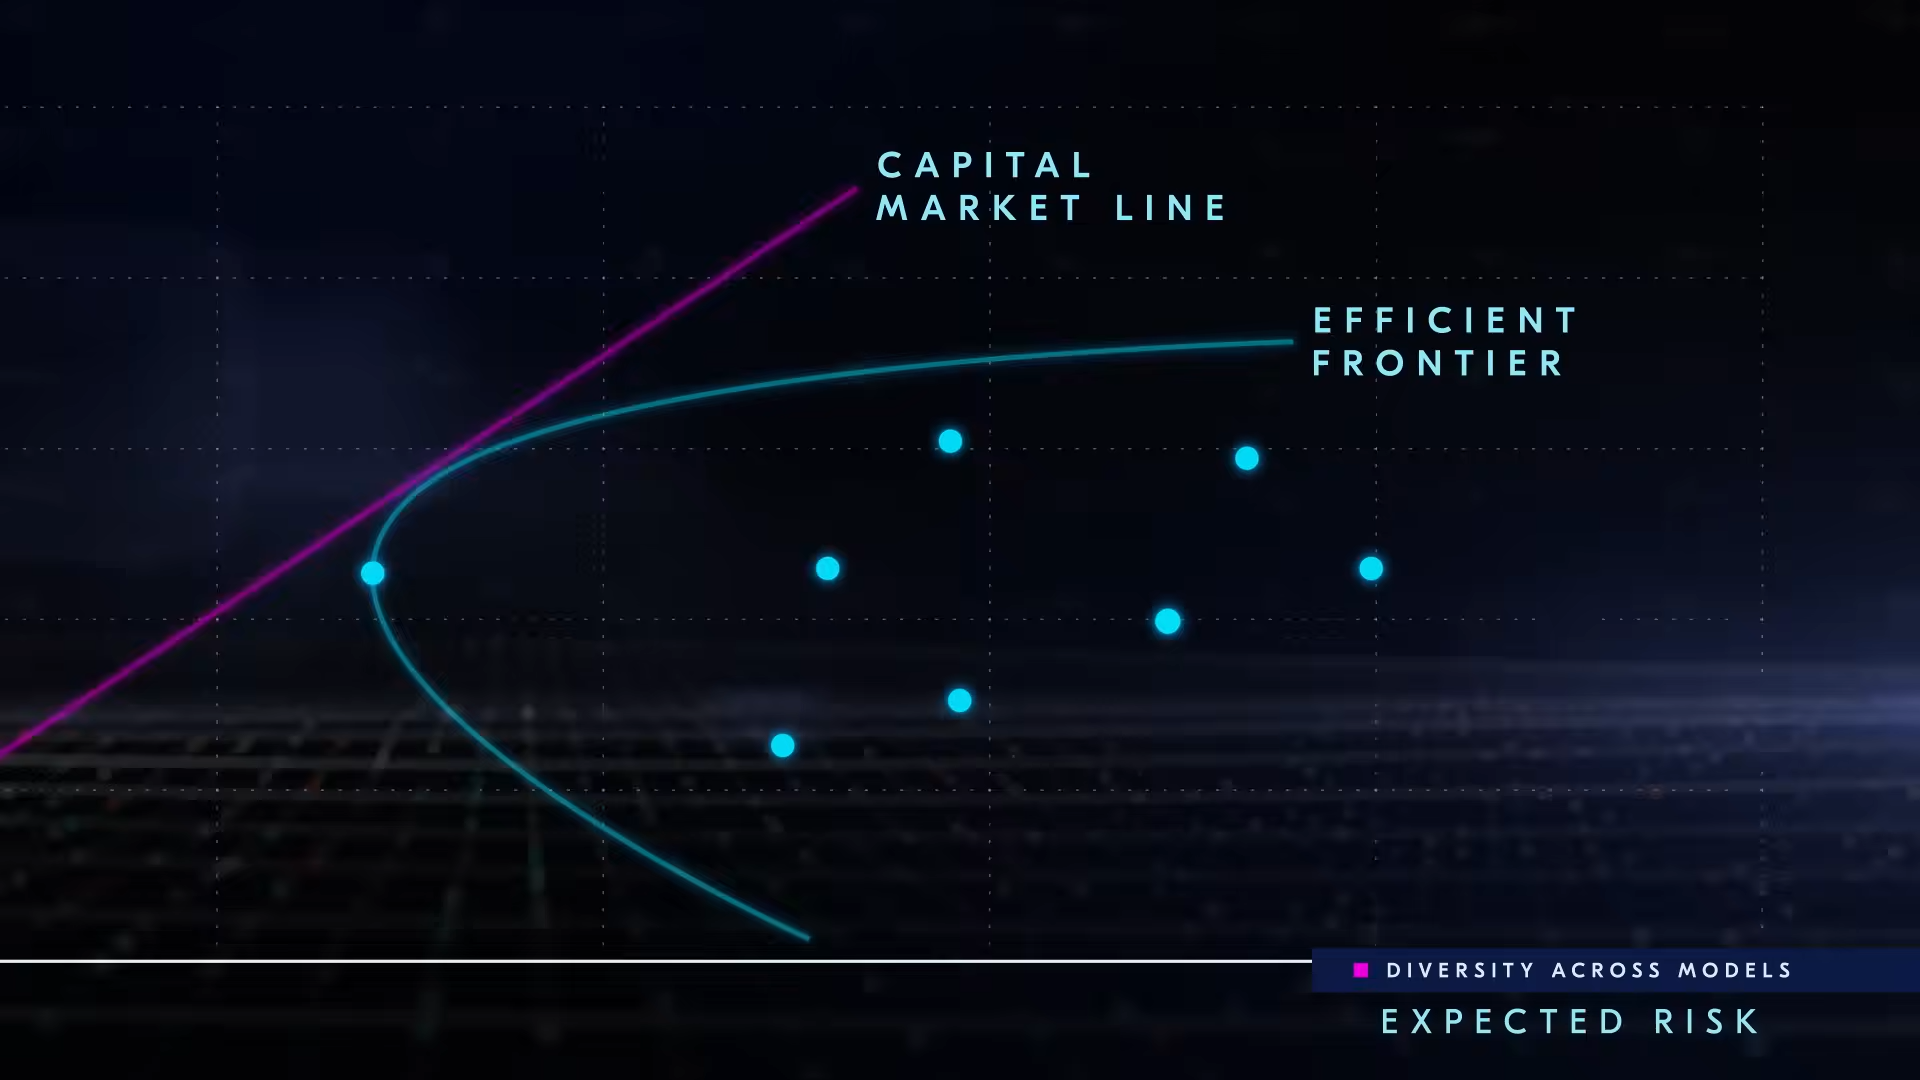 CAPITAL
MARKET LINE
EFFICIENT
FRONTIER
DIVERSITY ACROSS MODELS
EXPECTED RISK